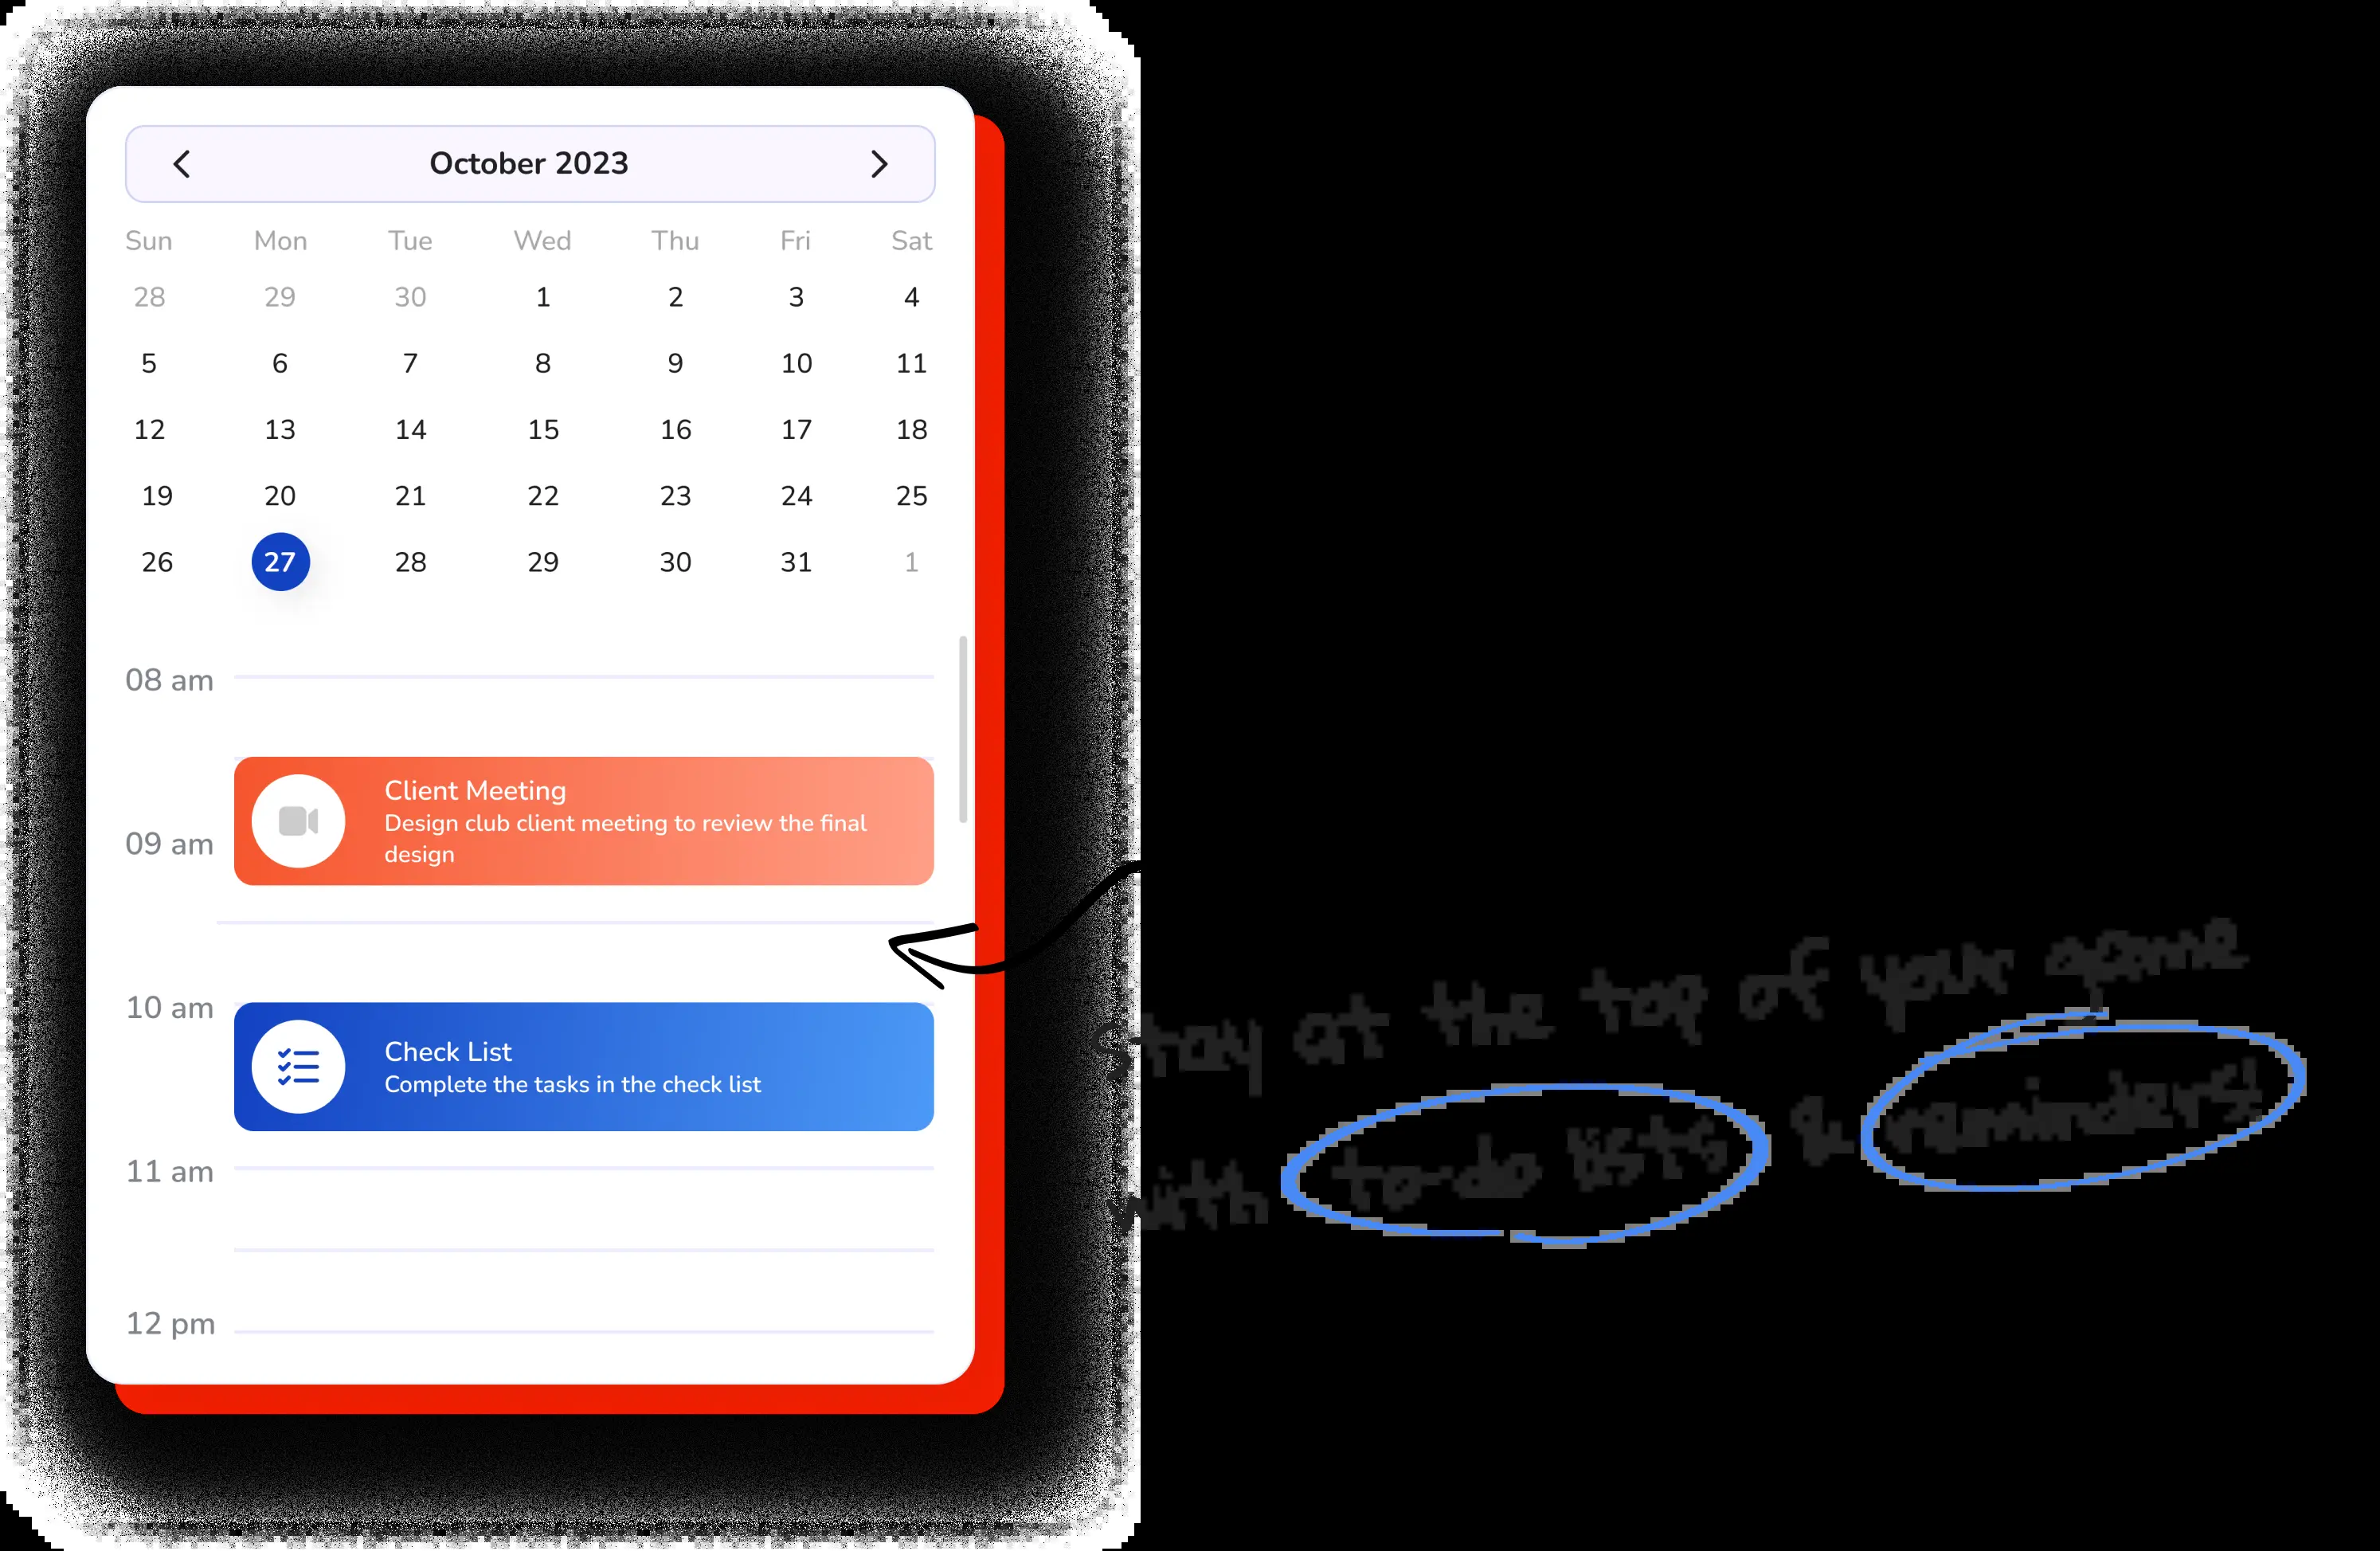 October 2023
Sun Mon Tue Wed Thu Fri Sat
28 29 30 1 2 3 4
5 6 7 8 9 10 11
12 13 14 15 16 17 18
19 20 21 22 23 24 25
26 27 28 29 30 31 1
08 am
Client Meeting
Design club client meeting to review the final
design
09 am
10 am
Check List
Complete the tasks in the check list
11 am
12 pm
Stay at the top of your game
with to-do lists & reminders!